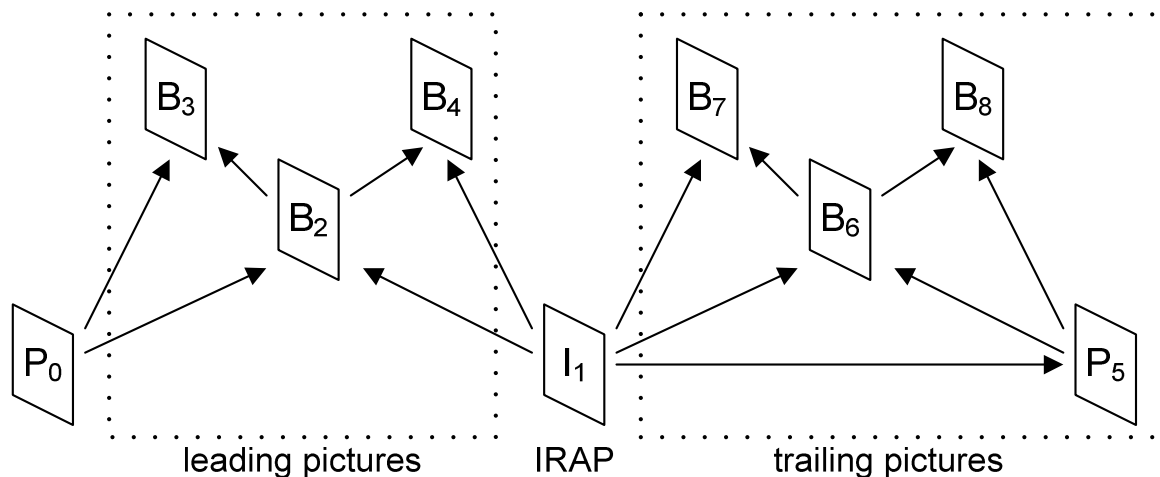 B₃ B₄ B₇ B₈
B₂ B₆
P₀ I₁ P₅
leading pictures IRAP trailing pictures